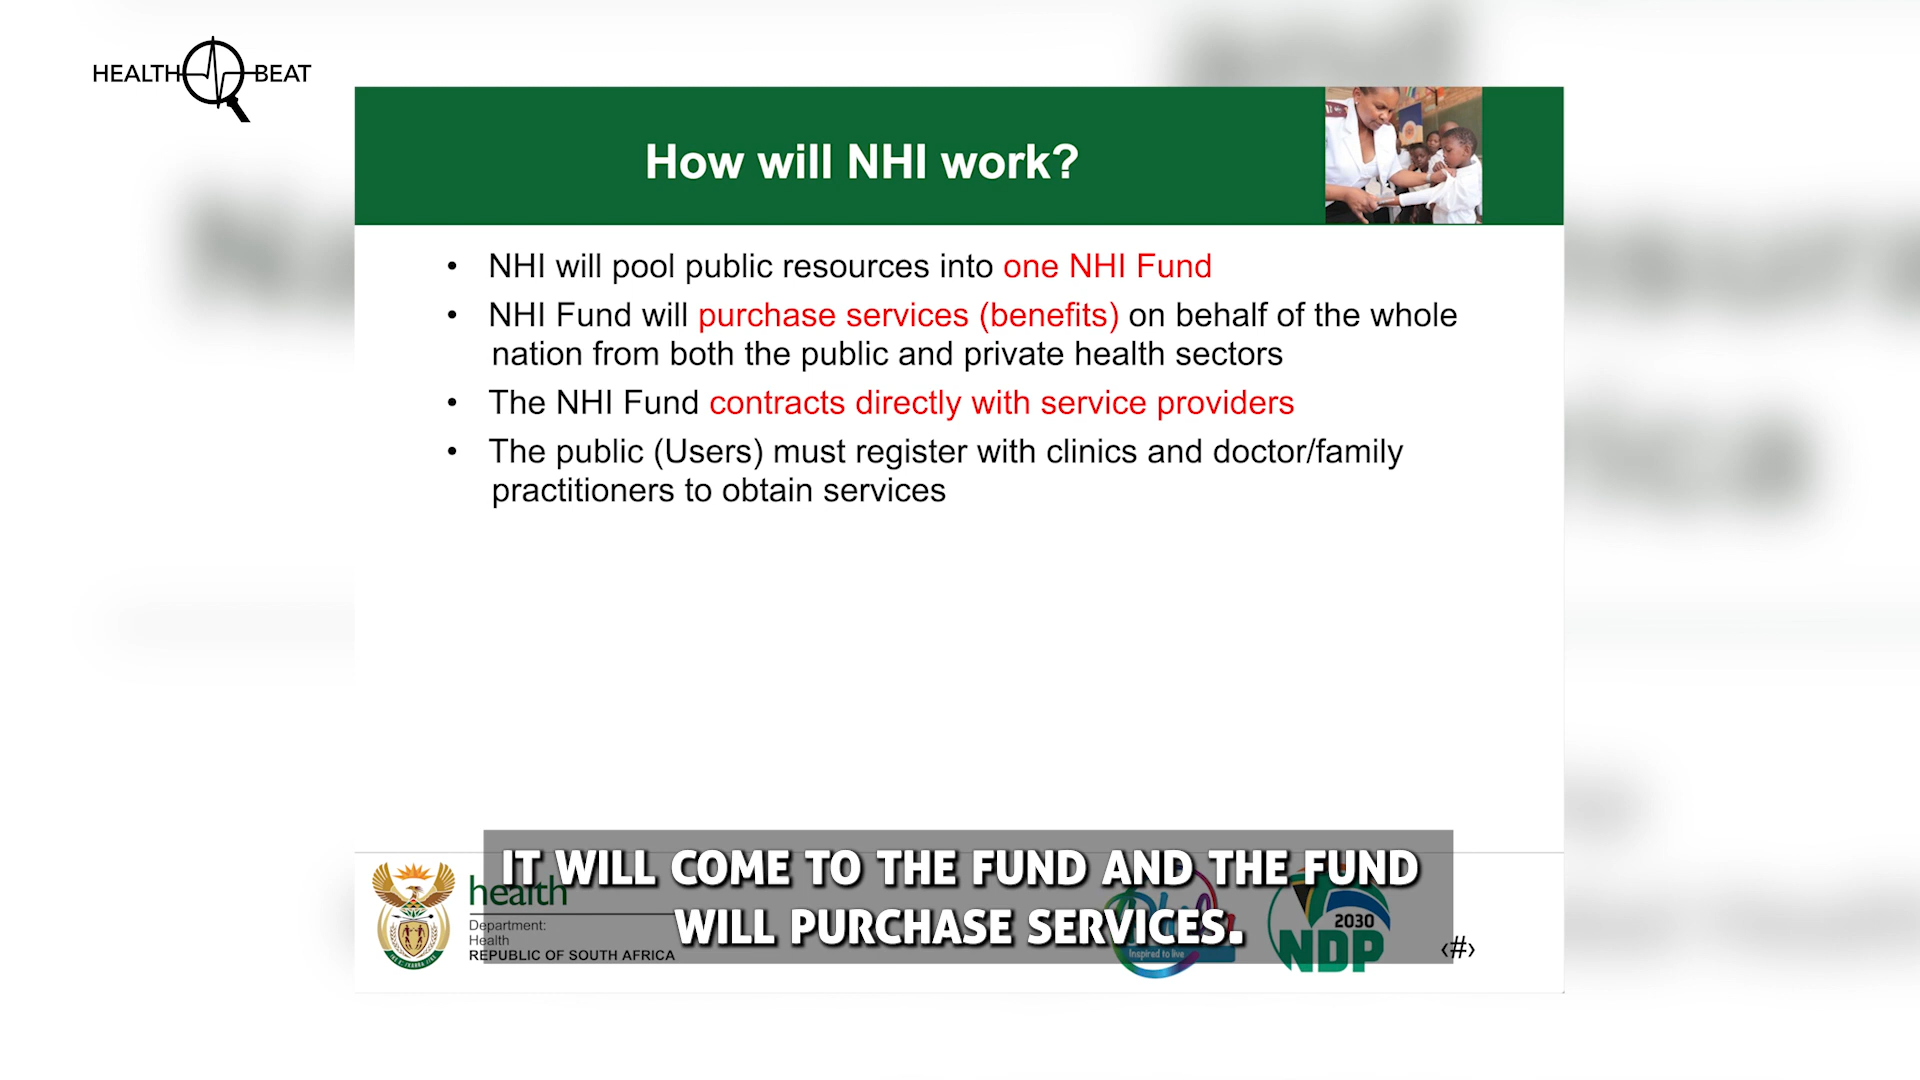 HEALTH BEAT
How will NHI work?
• NHI will pool public resources into one NHI Fund
• NHI Fund will purchase services (benefits) on behalf of the whole
nation from both the public and private health sectors
• The NHI Fund contracts directly with service providers
• The public (Users) must register with clinics and doctor/family
practitioners to obtain services
IT WILL COME TO THE FUND AND THE FUND
WILL PURCHASE SERVICES.
health
Department:
Health
REPUBLIC OF SOUTH AFRICA
Inspired to live
2030
NDP
‹#›